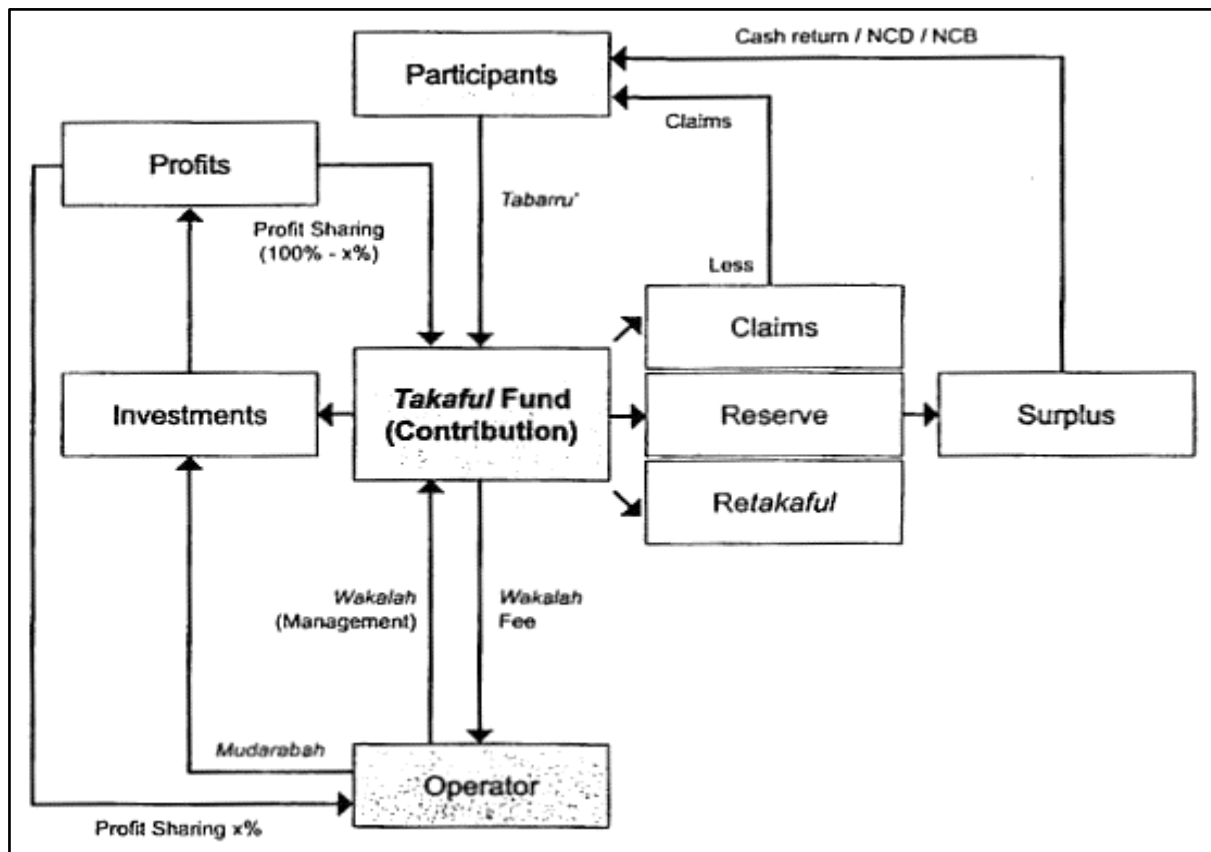 Cash return / NCD / NCB
Participants
Claims
Profits
Tabarru'
Profit Sharing
(100% - x%)
Less
Claims
Investments
Takaful Fund
(Contribution)
Reserve
Surplus
Retakaful
Wakalah
(Management)
Wakalah
Fee
Mudarabah
Operator
Profit Sharing x%